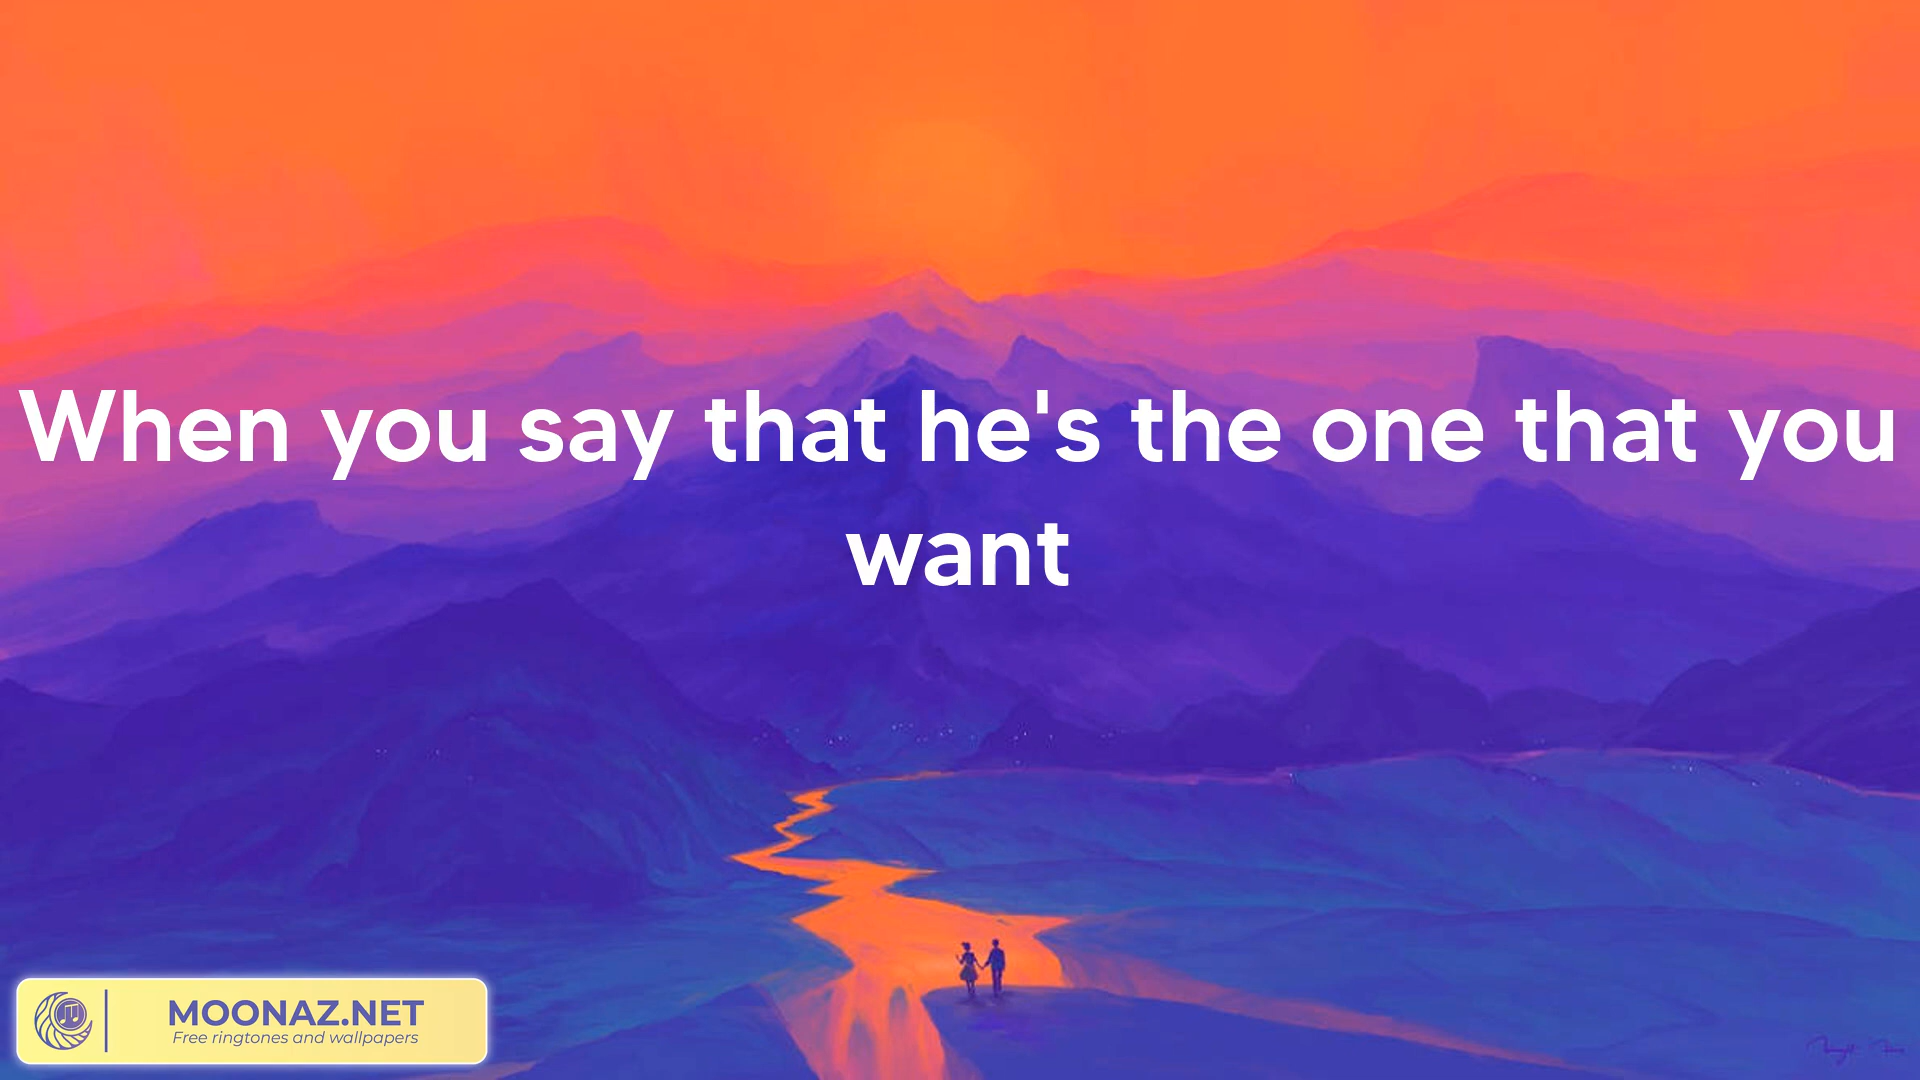 When you say that he's the one that you
want
MOONAZ.NET
Free ringtones and wallpapers